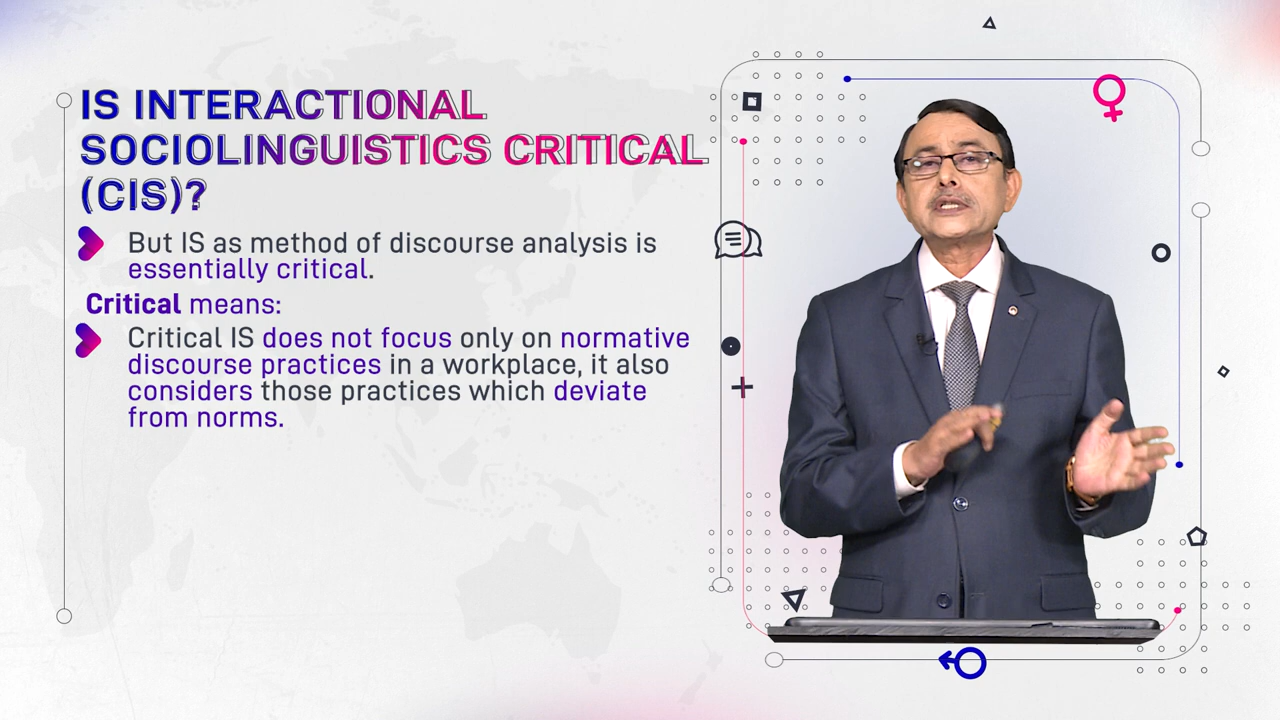 IS INTERACTIONAL
SOCIOLINGUISTICS CRITICAL
(CIS)?
But IS as method of discourse analysis is
essentially critical.
Critical means:
Critical IS does not focus only on normative
discourse practices in a workplace, it also
considers those practices which deviate
from norms.